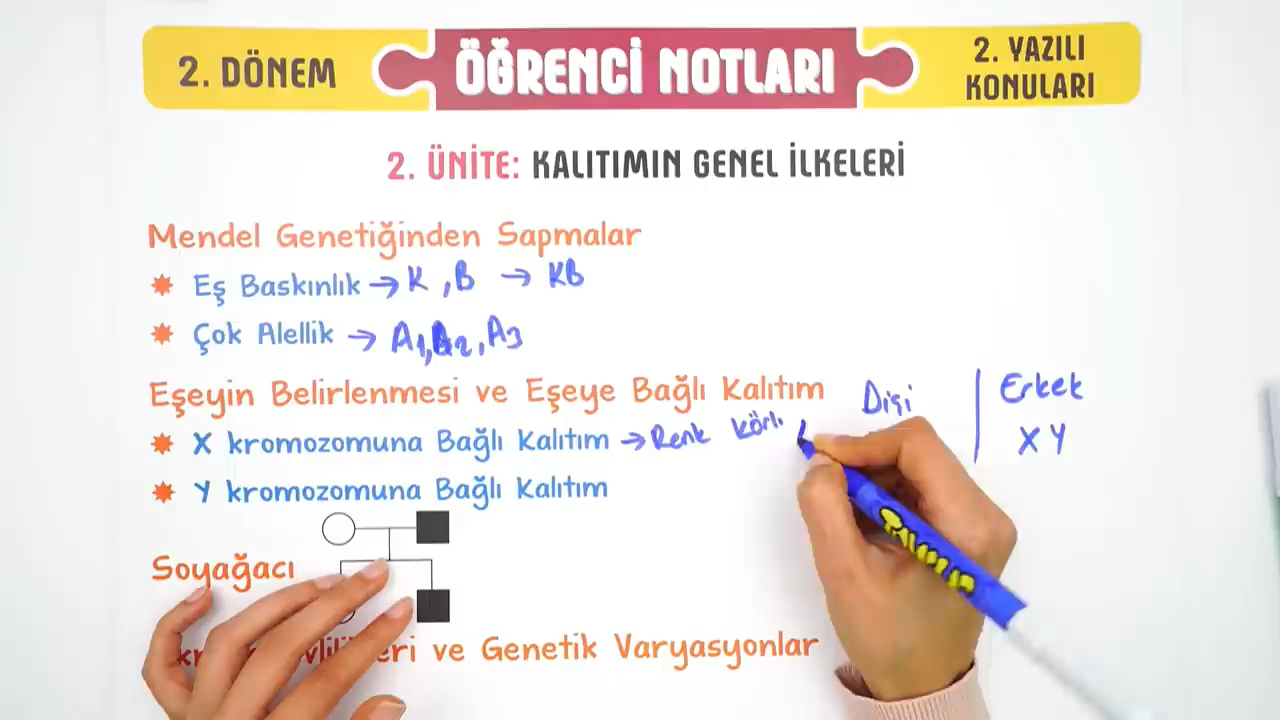 2. DÖNEM
ÖĞRENCİ NOTLARI
2. YAZILI
KONULARI
2. ÜNİTE: KALITIMIN GENEL İLKELERİ
Mendel Genetiğinden Sapmalar
Eş Baskınlık → K, B → KB
Çok Alellik → A1, A2, A3
Eşeyin Belirlenmesi ve Eşeye Bağlı Kalıtım
Dişi | Erkek
XY
X kromozomuna Bağlı Kalıtım → Renk körlü
Y kromozomuna Bağlı Kalıtım
Soyağacı
ve Genetik Varyasyonlar